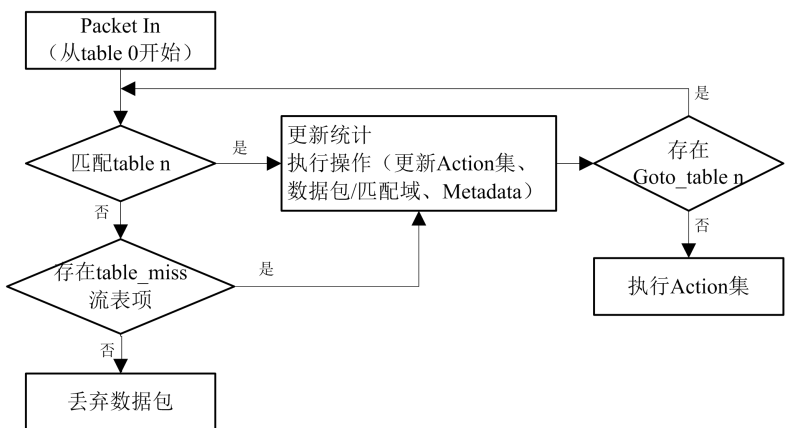 Packet In
（从table 0开始）
是
匹配table n
是
更新统计
执行操作（更新Action集、
数据包/匹配域、Metadata）
存在
Goto_table n
否
否
存在table_miss
流表项
是
执行Action集
否
丢弃数据包